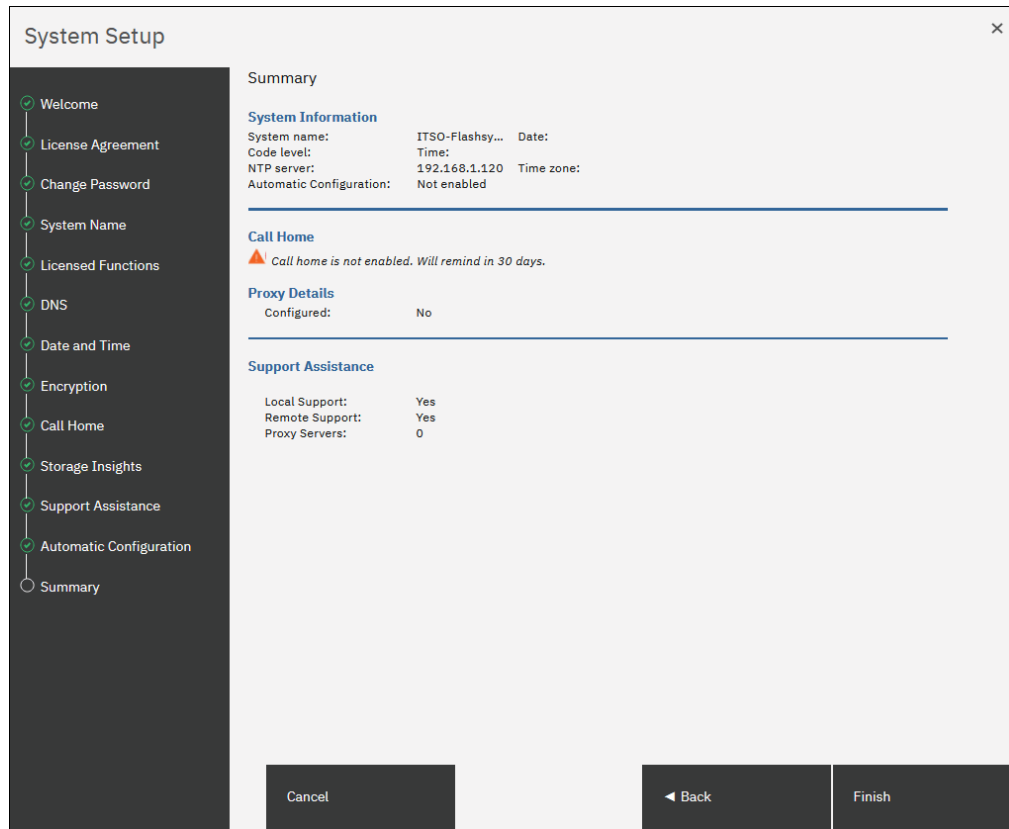 System Setup
×
Welcome
License Agreement
Change Password
System Name
Licensed Functions
DNS
Date and Time
Encryption
Call Home
Storage Insights
Support Assistance
Automatic Configuration
Summary
Summary
System Information
System name: ITSO-Flashsy... Date:
Code level: Time:
NTP server: 192.168.1.120 Time zone:
Automatic Configuration: Not enabled
Call Home
Call home is not enabled. Will remind in 30 days.
Proxy Details
Configured: No
Support Assistance
Local Support: Yes
Remote Support: Yes
Proxy Servers: 0
Cancel
◄ Back
Finish